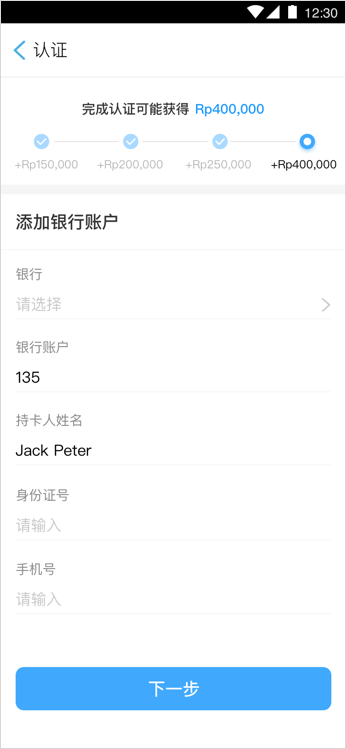 12:30
认证
完成认证可能获得 Rp400,000
+Rp150,000 +Rp200,000 +Rp250,000 +Rp400,000
添加银行账户
银行
请选择
银行账户
135
持卡人姓名
Jack Peter
身份证号
请输入
手机号
请输入
下一步